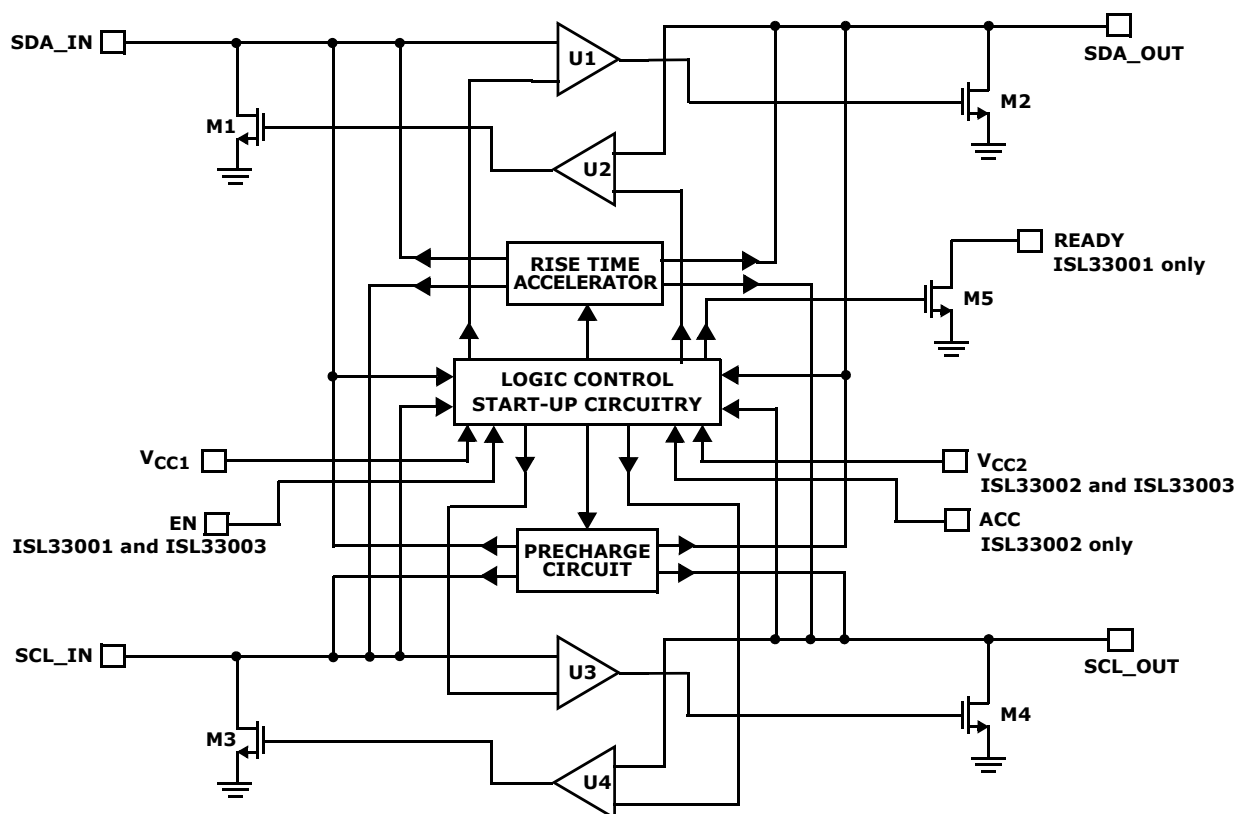 SDA_IN
U1
SDA_OUT
M2
M1
U2
READY
ISL33001 only
RISE TIME
ACCELERATOR
M5
LOGIC CONTROL
START-UP CIRCUITRY
VCC1
VCC2
ISL33002 and ISL33003
EN
ISL33001 and ISL33003
ACC
ISL33002 only
PRECHARGE
CIRCUIT
SCL_IN
U3
SCL_OUT
M4
M3
U4